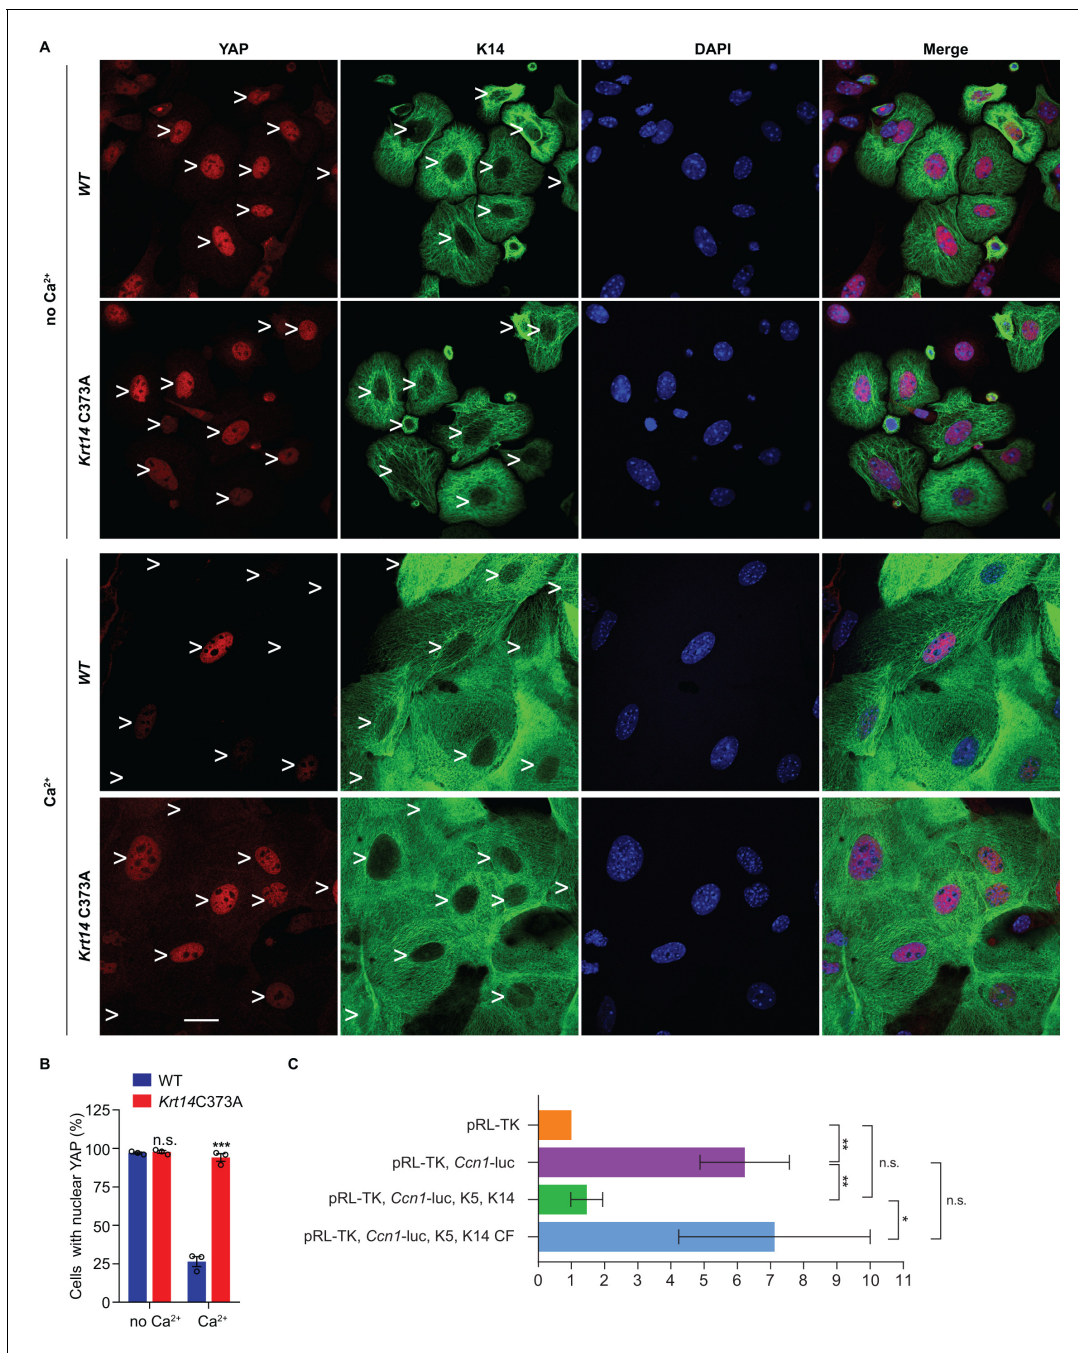 A
YAP
K14
DAPI
Merge
no Ca²⁺
WT
Krt14 C373A
Ca²⁺
WT
Krt14 C373A
B
WT
Krt14C373A
Cells with nuclear YAP (%)
125
100
75
50
25
0
n.s.
***
no Ca²⁺
Ca²⁺
C
pRL-TK
pRL-TK, Ccn1-luc
pRL-TK, Ccn1-luc, K5, K14
pRL-TK, Ccn1-luc, K5, K14 CF
**
**
n.s.
*
n.s.
0 1 2 3 4 5 6 7 8 9 10 11